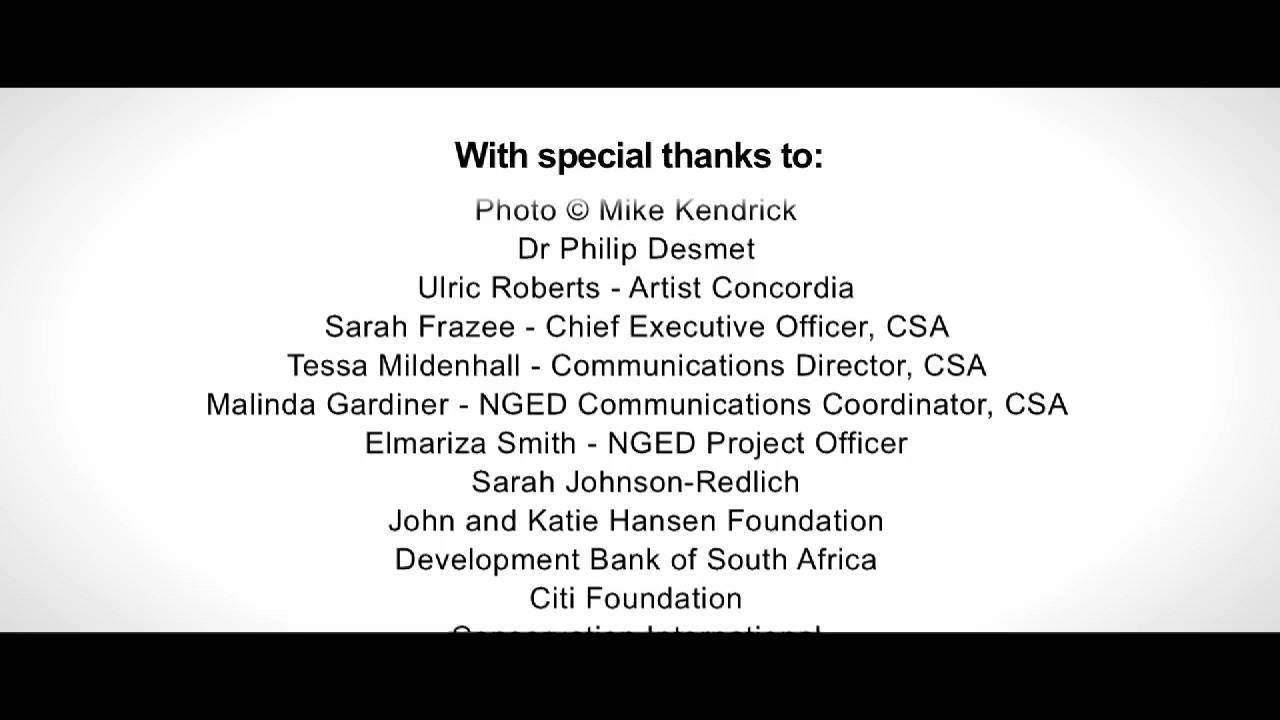 With special thanks to:
Photo © Mike Kendrick
Dr Philip Desmet
Ulric Roberts - Artist Concordia
Sarah Frazee - Chief Executive Officer, CSA
Tessa Mildenhall - Communications Director, CSA
Malinda Gardiner - NGED Communications Coordinator, CSA
Elmariza Smith - NGED Project Officer
Sarah Johnson-Redlich
John and Katie Hansen Foundation
Development Bank of South Africa
Citi Foundation